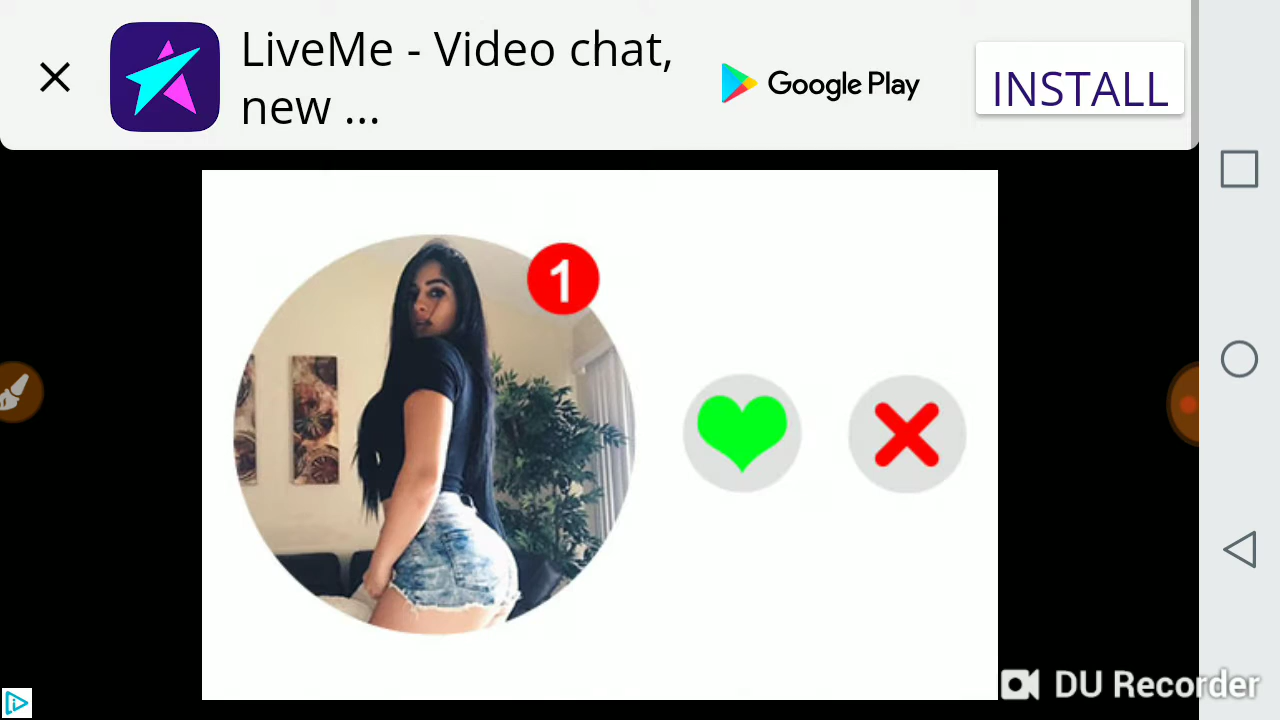 LiveMe - Video chat,
new ...
Google Play
INSTALL
1
DU Recorder